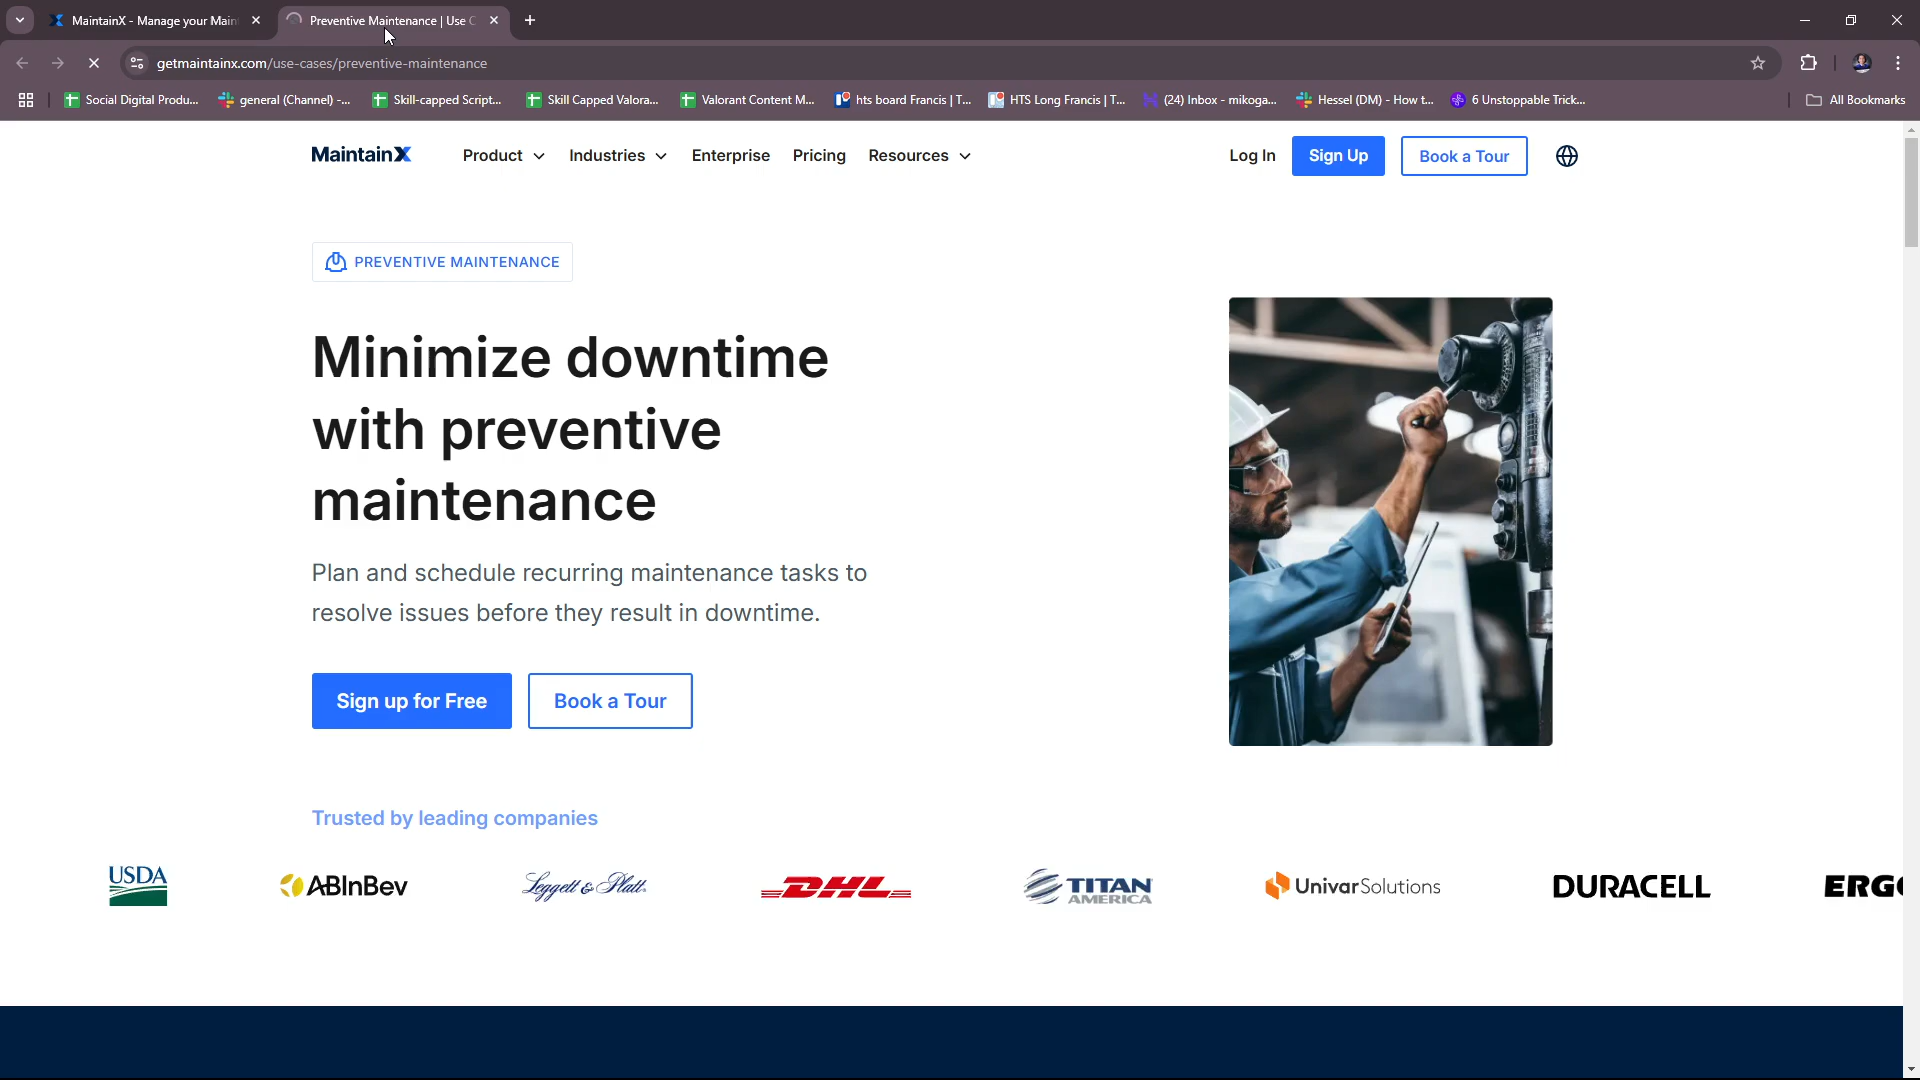 MaintainX - Manage your Main
Preventive Maintenance | Use C
getmaintainx.com/use-cases/preventive-maintenance
Social Digital Produ...
general (Channel) -...
Skill-capped Script...
Skill Capped Valora...
Valorant Content M...
hts board Francis | T...
HTS Long Francis | T...
(24) Inbox - mikoga...
Hessel (DM) - How t...
6 Unstoppable Trick...
All Bookmarks
MaintainX
Product
Industries
Enterprise
Pricing
Resources
Log In
Sign Up
Book a Tour
PREVENTIVE MAINTENANCE
Minimize downtime
with preventive
maintenance
Plan and schedule recurring maintenance tasks to
resolve issues before they result in downtime.
Sign up for Free
Book a Tour
Trusted by leading companies
USDA
ABInBev
Leggett & Platt
DHL
TITAN
AMERICA
UnivarSolutions
DURACELL
ERG